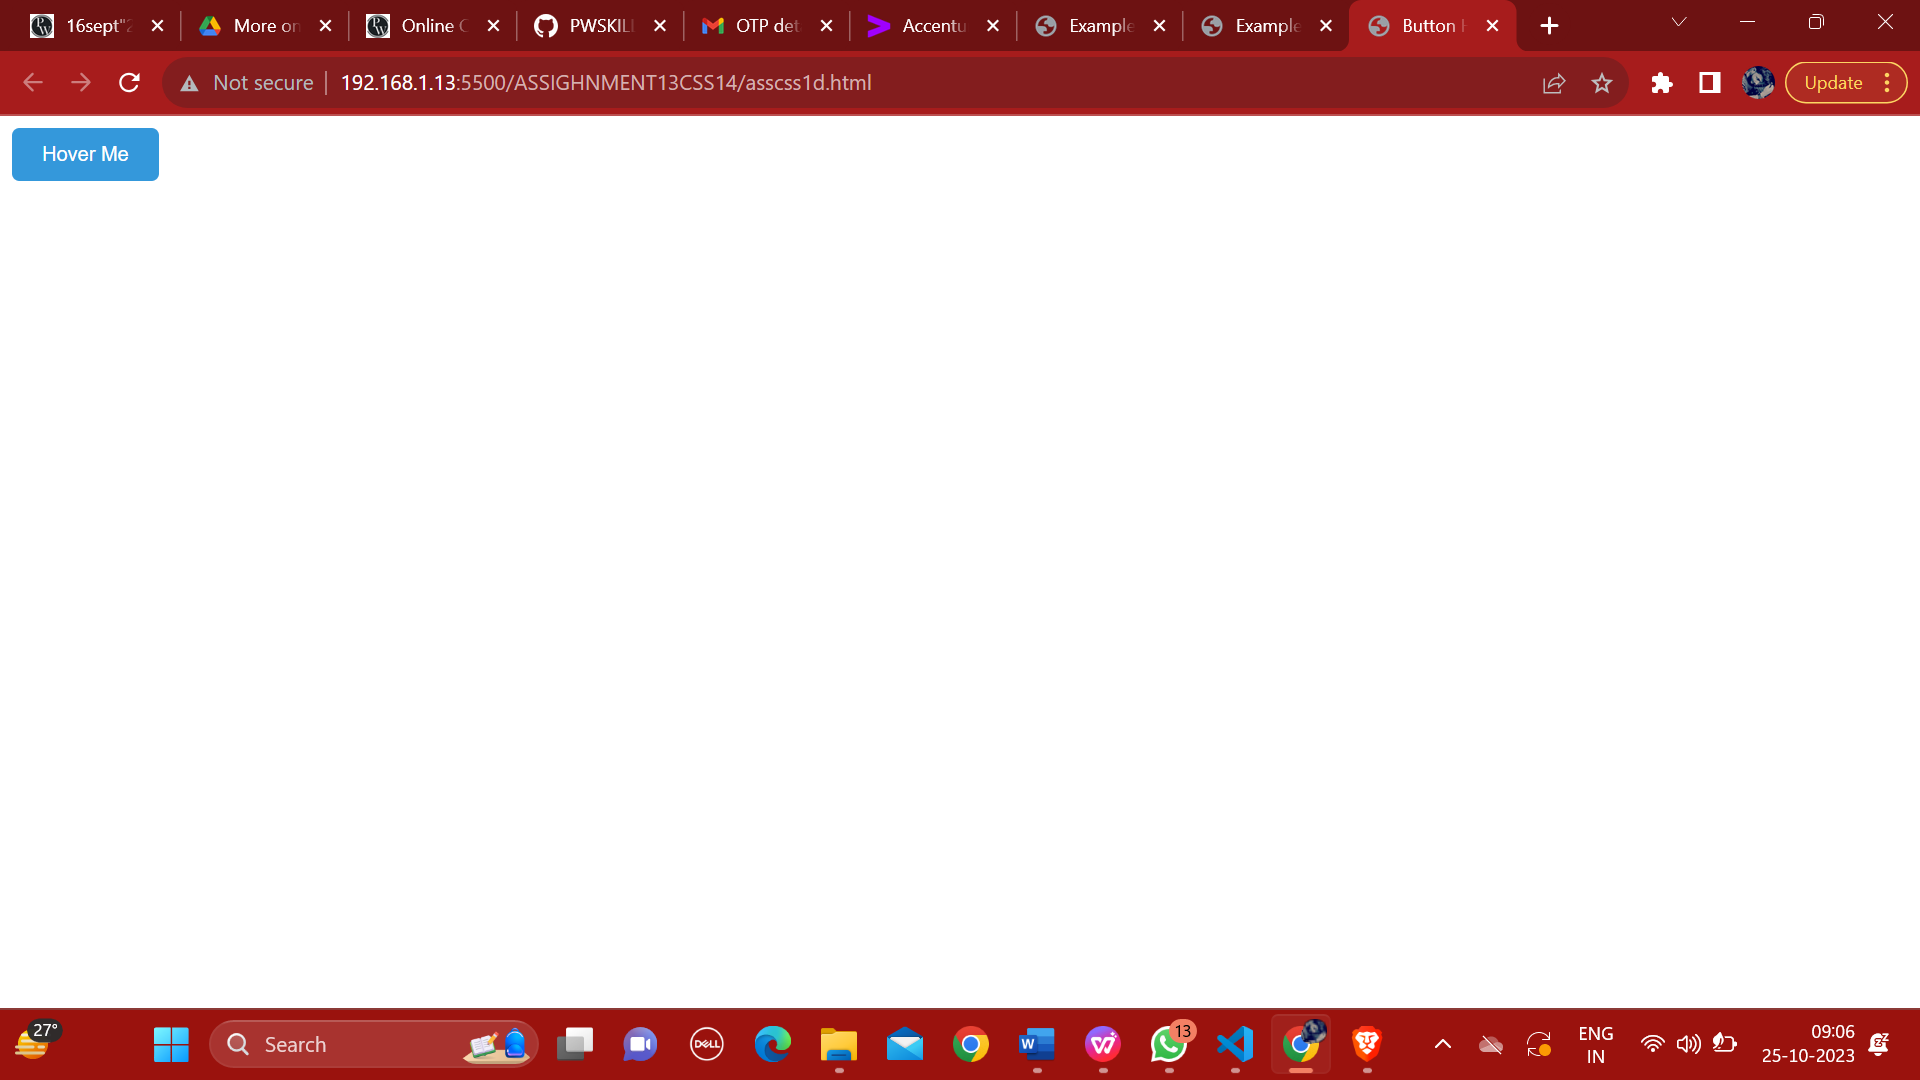 16sept"2
More on
Online C
PWSKILL
OTP det
Accentu
Example
Example
Button H
Not secure
192.168.1.13:5500/ASSIGHNMENT13CSS14/asscss1d.html
Update
Hover Me
27°
Search
DELL
W
13
ENG
IN
09:06
25-10-2023